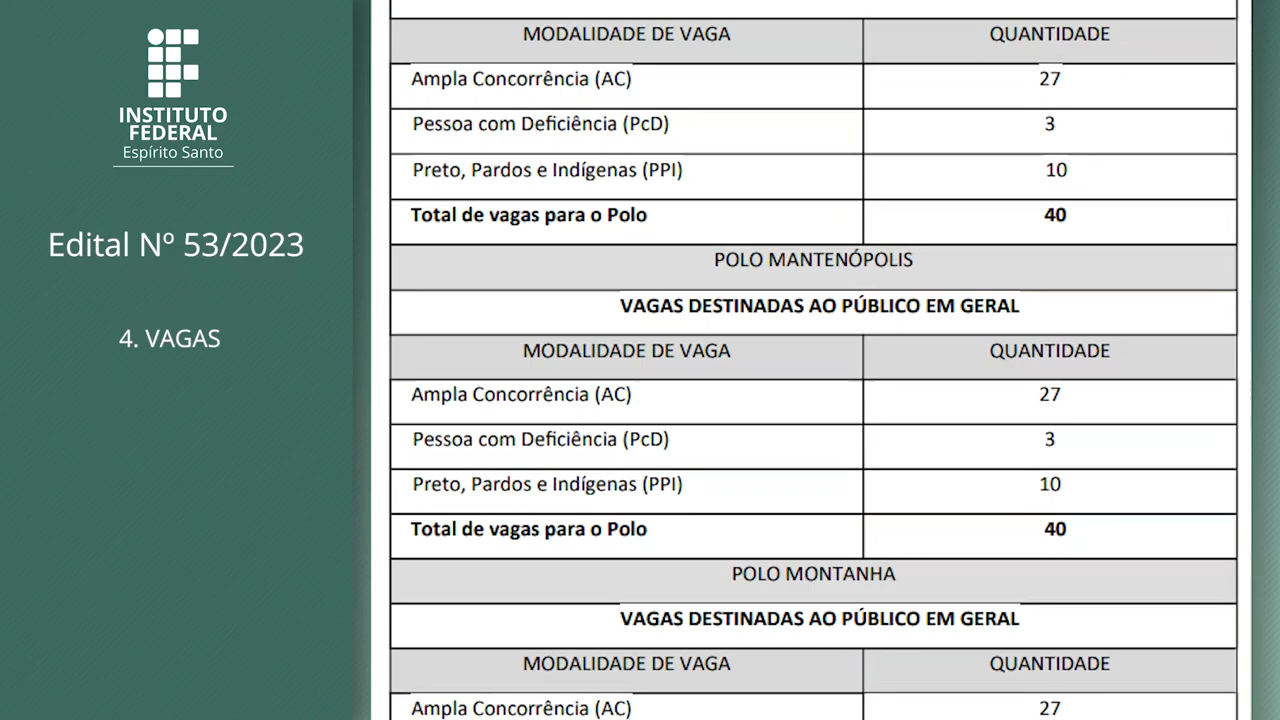 INSTITUTO
FEDERAL
Espírito Santo
Edital Nº 53/2023
4. VAGAS
MODALIDADE DE VAGA QUANTIDADE
Ampla Concorrência (AC) 27
Pessoa com Deficiência (PcD) 3
Preto, Pardos e Indígenas (PPI) 10
Total de vagas para o Polo 40
POLO MANTENÓPOLIS
VAGAS DESTINADAS AO PÚBLICO EM GERAL
MODALIDADE DE VAGA QUANTIDADE
Ampla Concorrência (AC) 27
Pessoa com Deficiência (PcD) 3
Preto, Pardos e Indígenas (PPI) 10
Total de vagas para o Polo 40
POLO MONTANHA
VAGAS DESTINADAS AO PÚBLICO EM GERAL
MODALIDADE DE VAGA QUANTIDADE
Ampla Concorrência (AC) 27